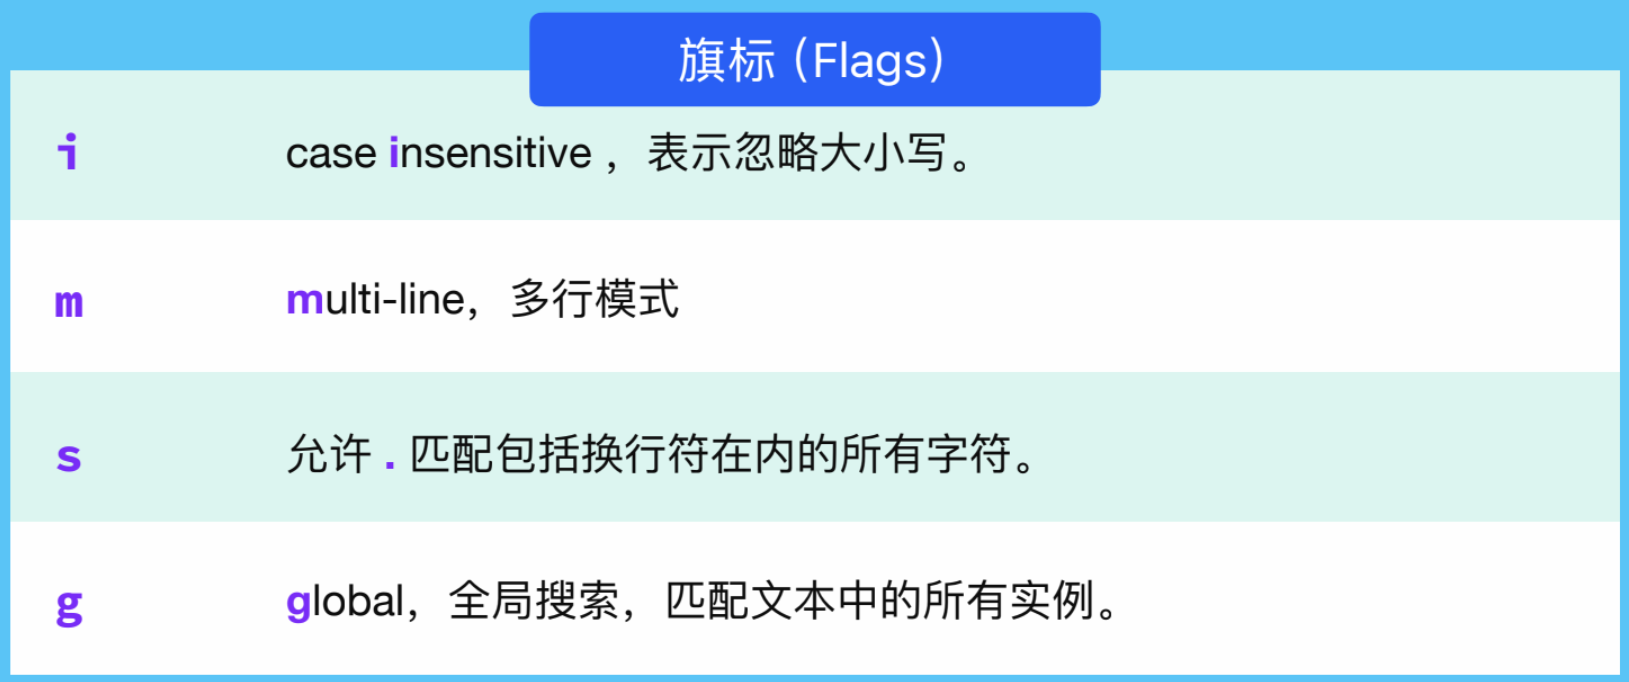 旗标（Flags）
i case insensitive ，表示忽略大小写。
m multi-line，多行模式
s 允许 . 匹配包括换行符在内的所有字符。
g global，全局搜索，匹配文本中的所有实例。